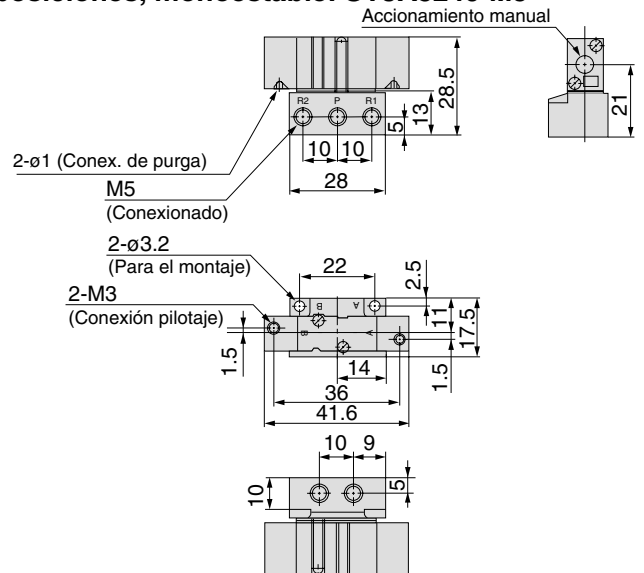 Accionamiento manual
28.5
R2 P R1
13
5
21
10 10
2-ø1 (Conex. de purga)
28
M5
(Conexionado)
2-ø3.2
(Para el montaje)
22
2.5
2-M3
(Conexión pilotaje)
B A
B A
11
17.5
1.5
1.5
14
36
41.6
10 9
10
5